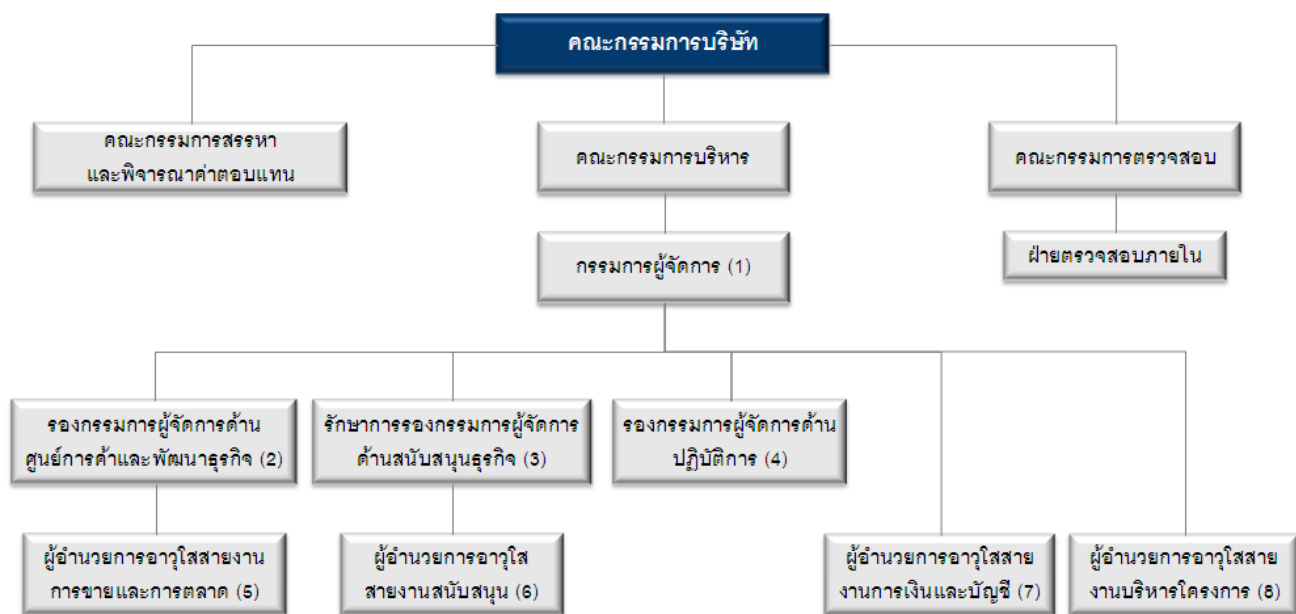 คณะกรรมการบริษัท
คณะกรรมการสรรหา
และพิจารณาค่าตอบแทน
คณะกรรมการบริหาร
คณะกรรมการตรวจสอบ
กรรมการผู้จัดการ (1)
ฝ่ายตรวจสอบภายใน
รองกรรมการผู้จัดการด้าน
ศูนย์การค้าและพัฒนาธุรกิจ (2)
รักษาการรองกรรมการผู้จัดการ
ด้านสนับสนุนธุรกิจ (3)
รองกรรมการผู้จัดการด้าน
ปฏิบัติการ (4)
ผู้อำนวยการอาวุโสสายงาน
การขายและการตลาด (5)
ผู้อำนวยการอาวุโส
สายงานสนับสนุน (6)
ผู้อำนวยการอาวุโสสาย
งานการเงินและบัญชี (7)
ผู้อำนวยการอาวุโสสาย
งานบริหารโครงการ (8)